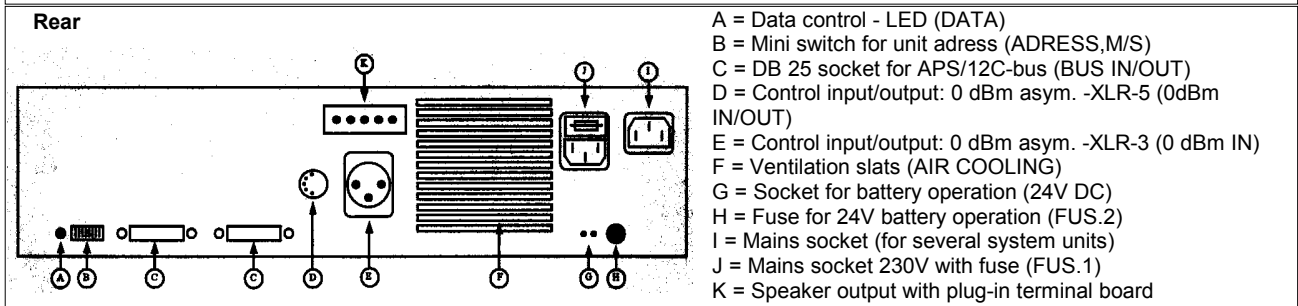 Rear
K
J
I
D
E
F
G
H
A
B
C
C
A = Data control - LED (DATA)
B = Mini switch for unit adress (ADRESS,M/S)
C = DB 25 socket for APS/12C-bus (BUS IN/OUT)
D = Control input/output: 0 dBm asym. -XLR-5 (0dBm
IN/OUT)
E = Control input/output: 0 dBm asym. -XLR-3 (0 dBm IN)
F = Ventilation slats (AIR COOLING)
G = Socket for battery operation (24V DC)
H = Fuse for 24V battery operation (FUS.2)
I = Mains socket (for several system units)
J = Mains socket 230V with fuse (FUS.1)
K = Speaker output with plug-in terminal board